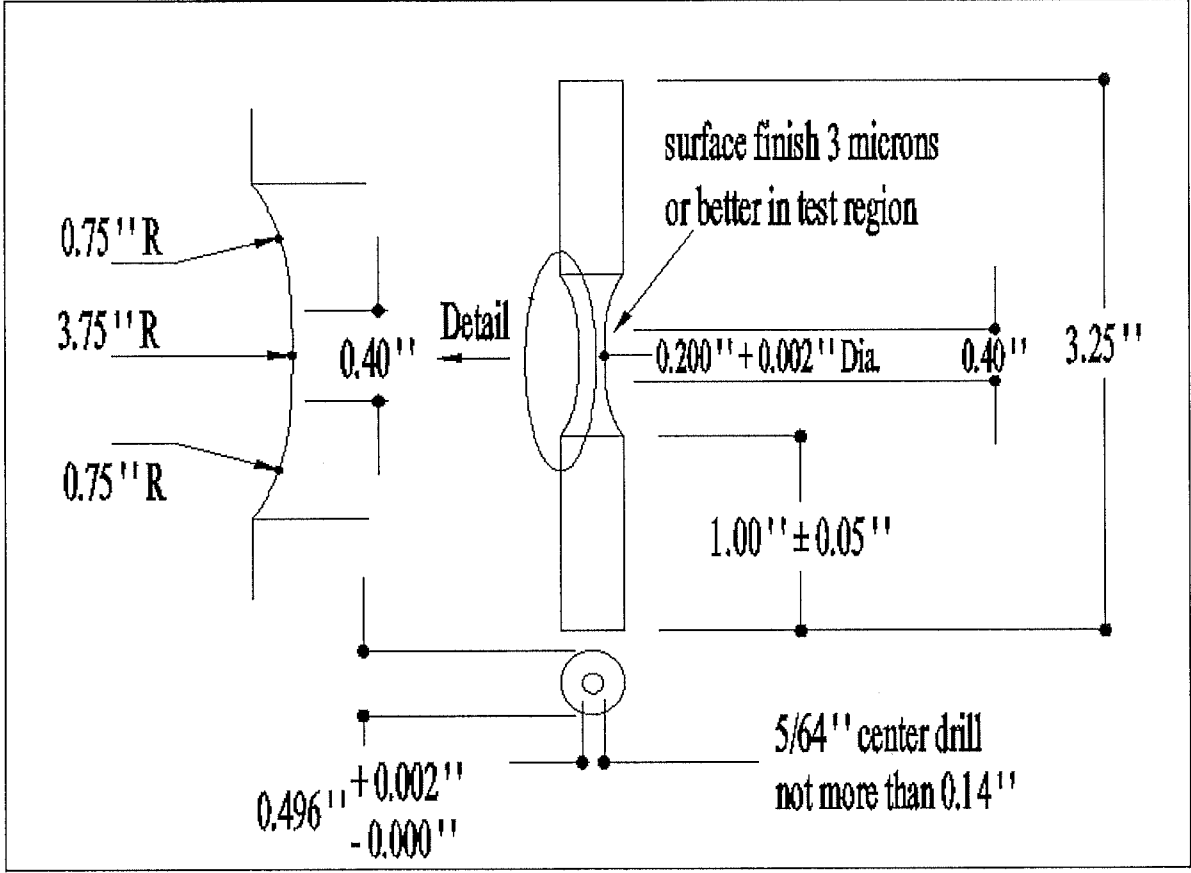 surface finish 3 microns
or better in test region
0.75'' R
3.75'' R
0.75'' R
0.40''
Detail
0.200'' + 0.002'' Dia.
0.40''
3.25''
1.00'' ± 0.05''
0.496'' + 0.002''
- 0.000''
5/64'' center drill
not more than 0.14''